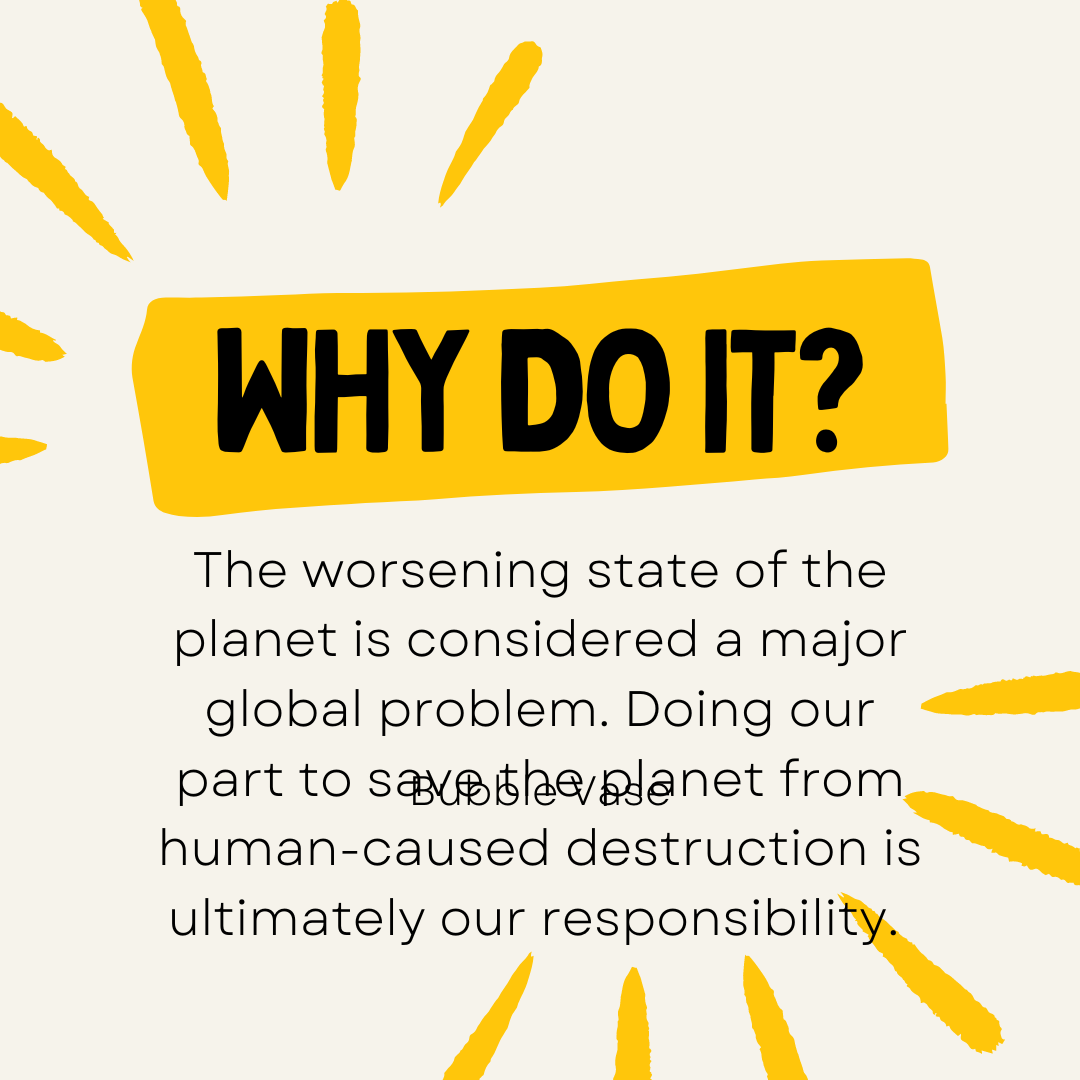 WHY DO IT?
The worsening state of the
planet is considered a major
global problem. Doing our
part to save the planet from
Bubble Vase
human-caused destruction is
ultimately our responsibility.